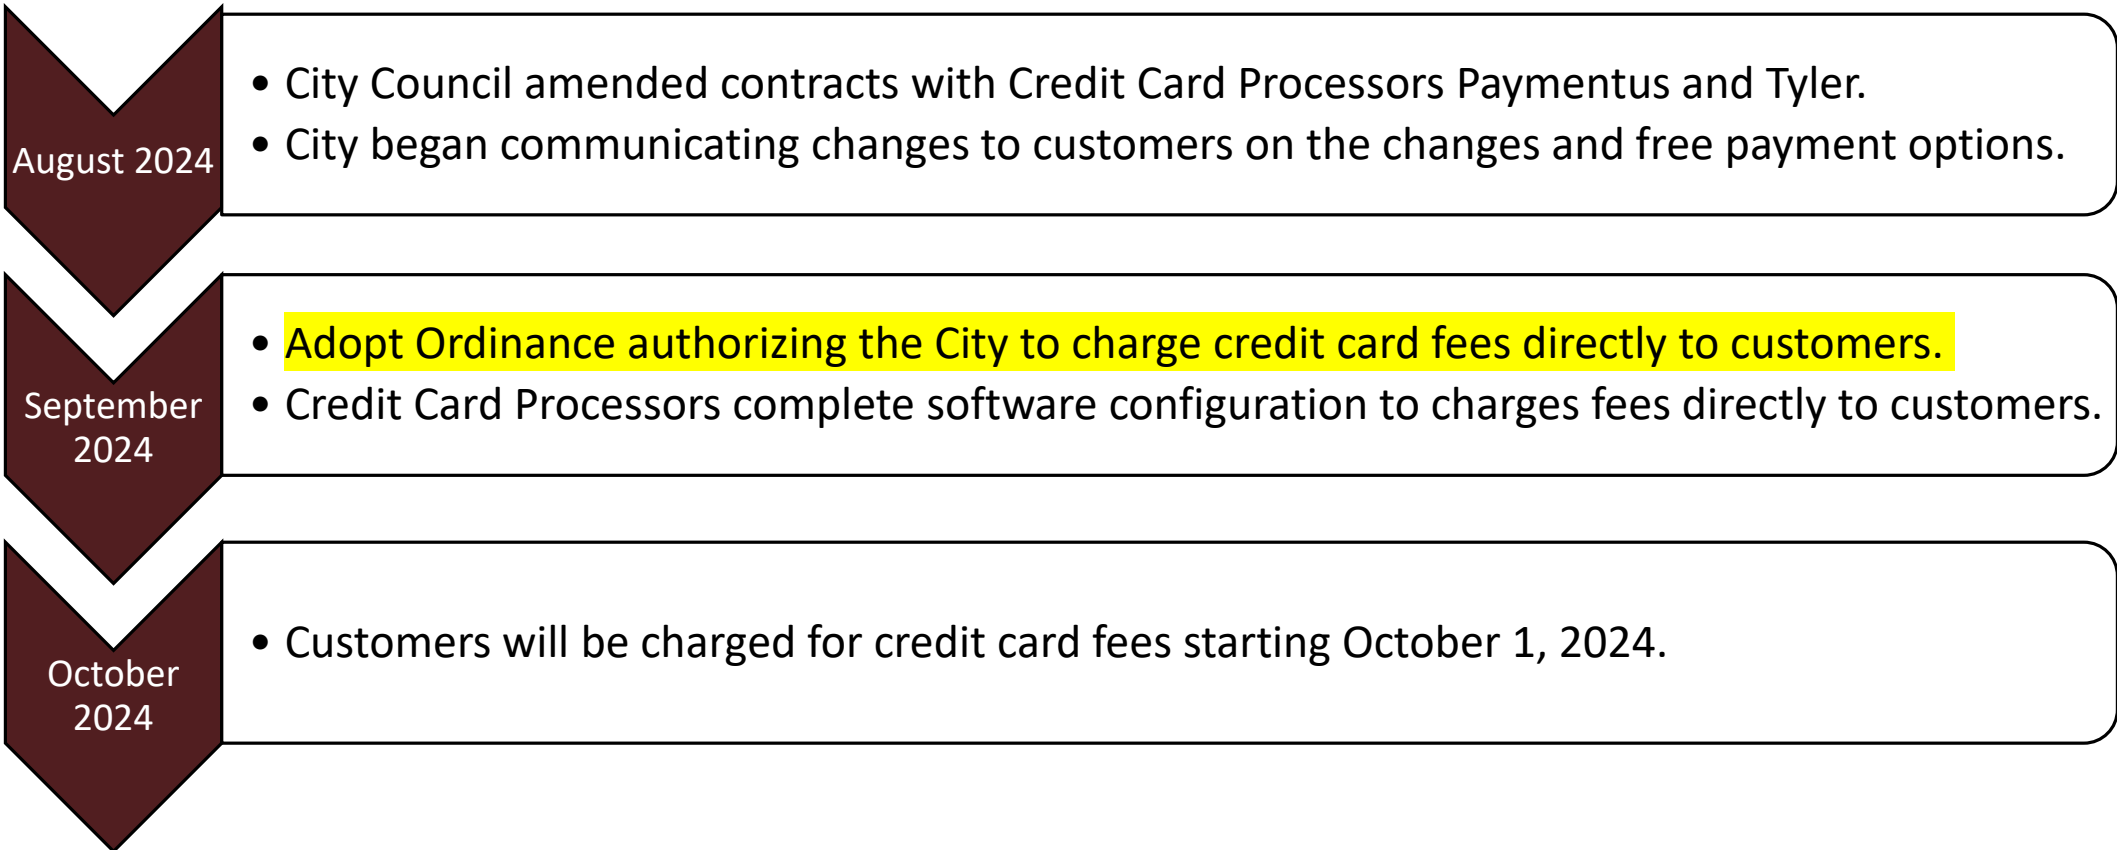 August 2024
• City Council amended contracts with Credit Card Processors Paymentus and Tyler.
• City began communicating changes to customers on the changes and free payment options.
September
2024
• Adopt Ordinance authorizing the City to charge credit card fees directly to customers.
• Credit Card Processors complete software configuration to charges fees directly to customers.
October
2024
• Customers will be charged for credit card fees starting October 1, 2024.